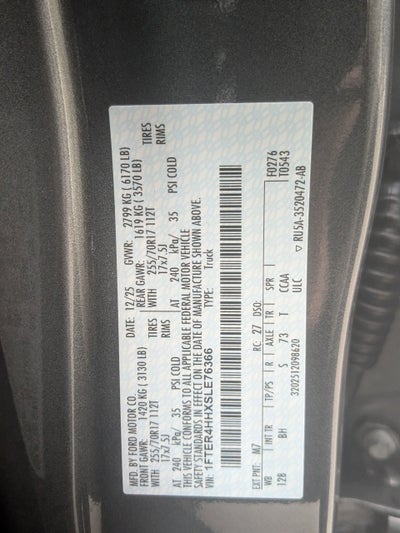 MFD. BY FORD MOTOR CO.
DATE: 12/25 GVWR: 2799 KG ( 6170 LB)
FRONT GAWR: 1420 KG ( 3130 LB) REAR GAWR: 1619 KG ( 3570 LB)
WITH WITH TIRES
255/70R17 112T 255/70R17 112T RIMS
17x7.5J 17x7.5J
AT 240 kPa/ 35 PSI COLD AT 240 kPa/ 35 PSI COLD
THIS VEHICLE CONFORMS TO ALL APPLICABLE FEDERAL MOTOR VEHICLE
SAFETY STANDARDS IN EFFECT ON THE DATE OF MANUFACTURE SHOWN ABOVE.
VIN: 1FTER4HHXSLE76366
TYPE: Truck
F0276
T0543
EXT PNT: M7 RC: 27 DSO:
WB INT TR TP/PS R AXLE TR SPR
128 BH S 73 T CCAA
ULC
3202512098620
▽ RU5A-3520472-AB